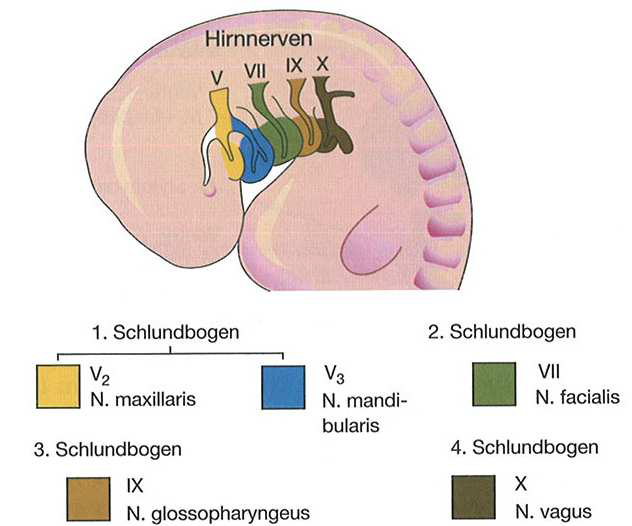 Hirnnerven
V VII IX X
1. Schlundbogen
V₂
N. maxillaris
V₃
N. mandi-
bularis
2. Schlundbogen
VII
N. facialis
3. Schlundbogen
IX
N. glossopharyngeus
4. Schlundbogen
X
N. vagus